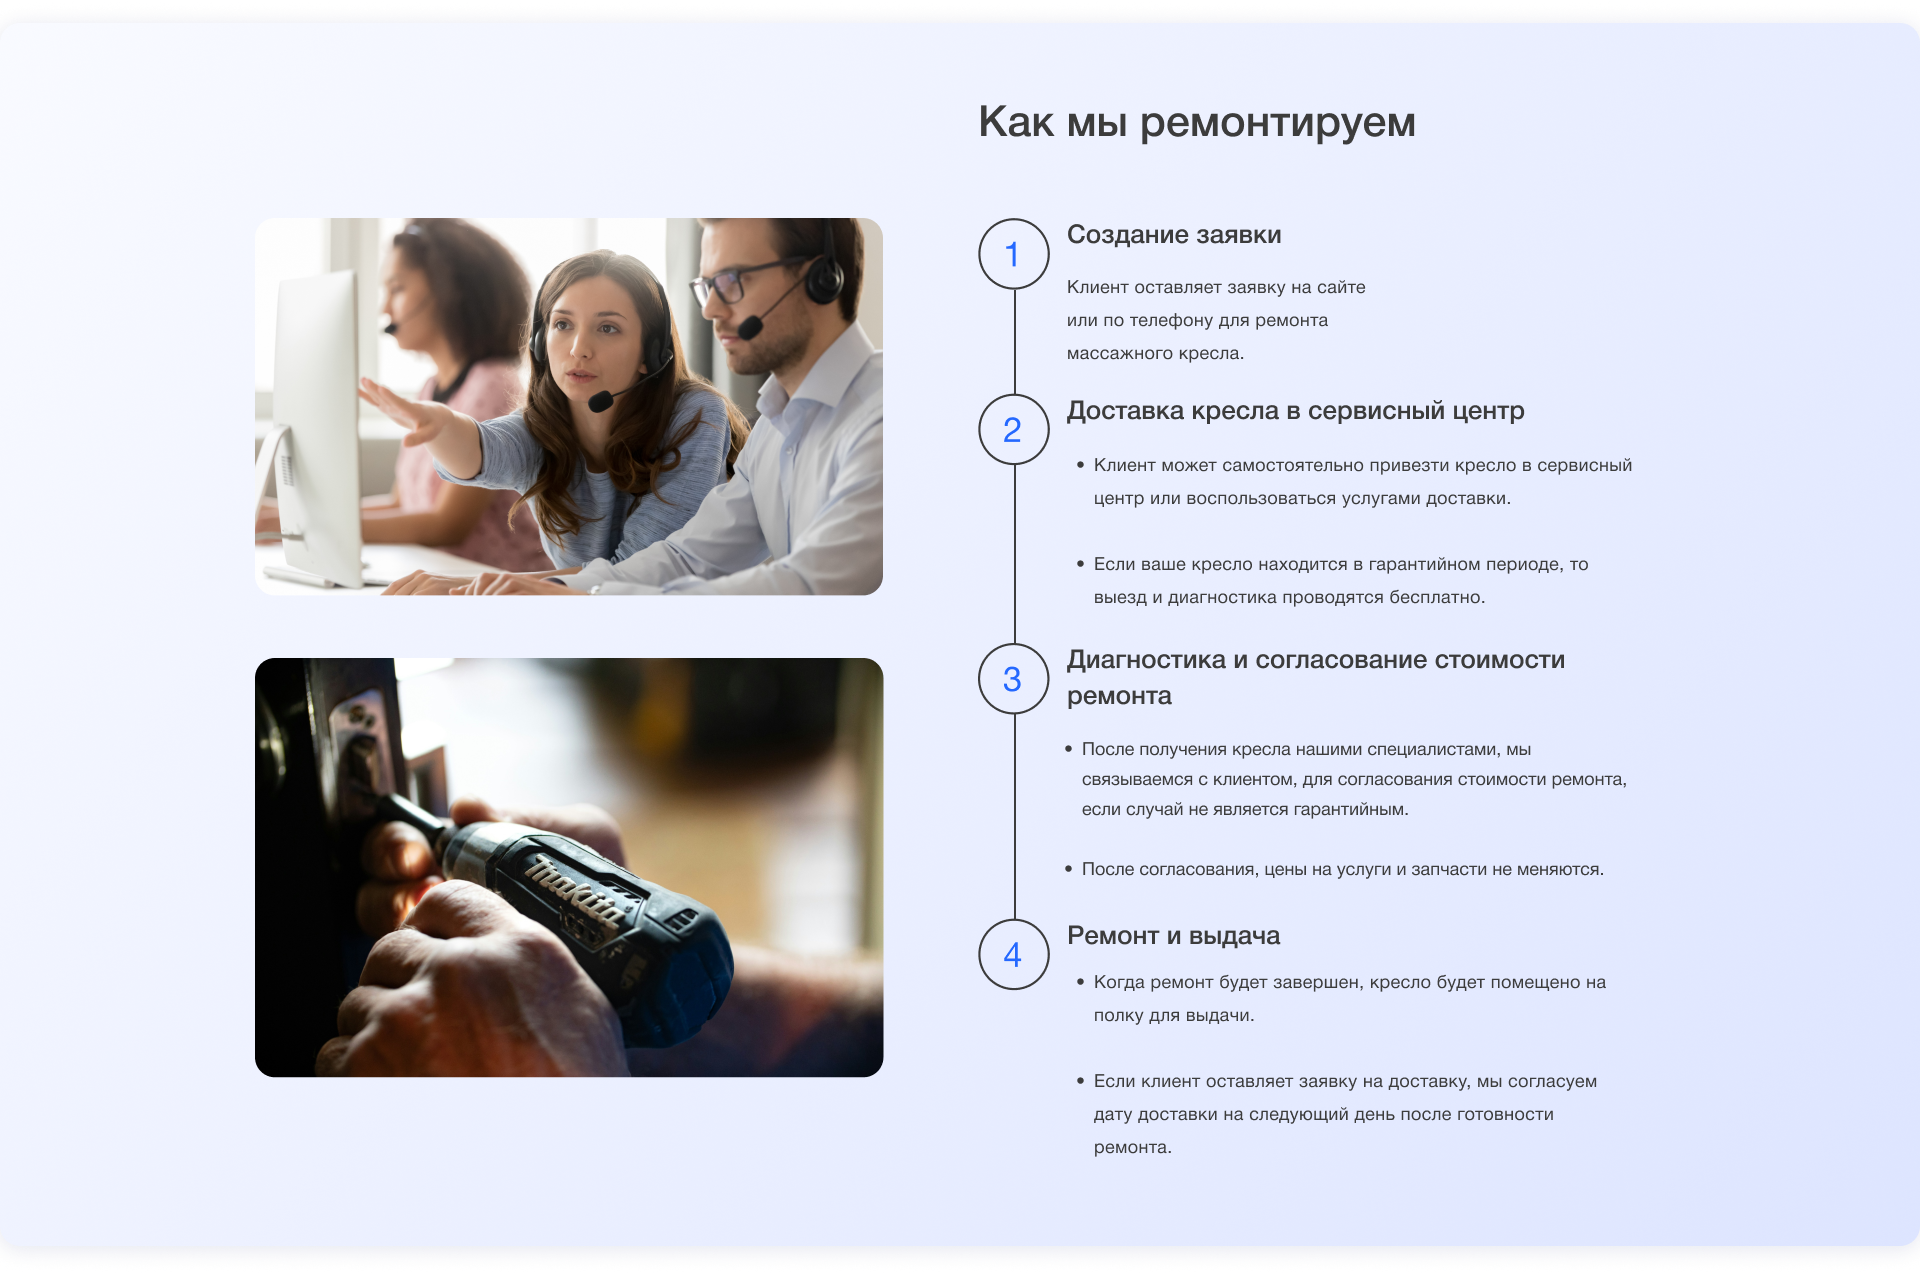 Как мы ремонтируем
1
Создание заявки
Клиент оставляет заявку на сайте
или по телефону для ремонта
массажного кресла.
2
Доставка кресла в сервисный центр
• Клиент может самостоятельно привезти кресло в сервисный
центр или воспользоваться услугами доставки.
• Если ваше кресло находится в гарантийном периоде, то
выезд и диагностика проводятся бесплатно.
3
Диагностика и согласование стоимости
ремонта
• После получения кресла нашими специалистами, мы
связываемся с клиентом, для согласования стоимости ремонта,
если случай не является гарантийным.
• После согласования, цены на услуги и запчасти не меняются.
4
Ремонт и выдача
• Когда ремонт будет завершен, кресло будет помещено на
полку для выдачи.
• Если клиент оставляет заявку на доставку, мы согласуем
дату доставки на следующий день после готовности
ремонта.
makita